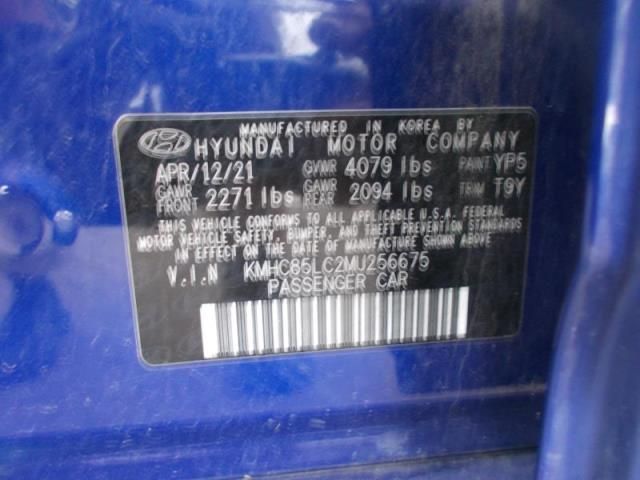 MANUFACTURED IN KOREA BY
HYUNDAI MOTOR COMPANY
APR/12/21 GVWR 4079 lbs PAINT YP5
GAWR FRONT 2271 lbs GAWR REAR 2094 lbs TRIM T9Y
THIS VEHICLE CONFORMS TO ALL APPLICABLE U.S.A. FEDERAL
MOTOR VEHICLE SAFETY, BUMPER, AND THEFT PREVENTION STANDARDS
IN EFFECT ON THE DATE OF MANUFACTURE SHOWN ABOVE.
V.I.N KMHC85LC2MU256675
PASSENGER CAR